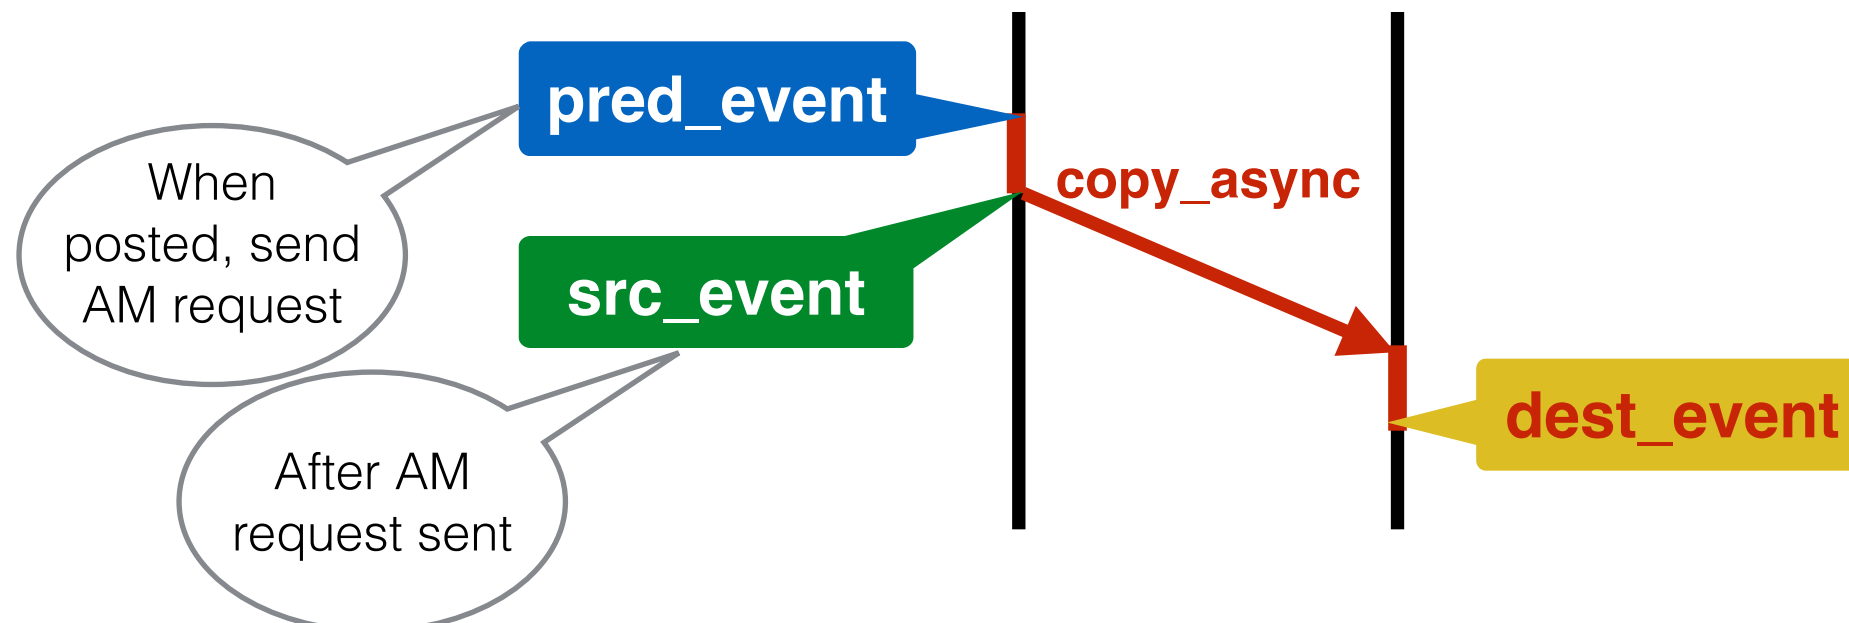 pred_event
When
posted, send
AM request
copy_async
src_event
dest_event
After AM
request sent